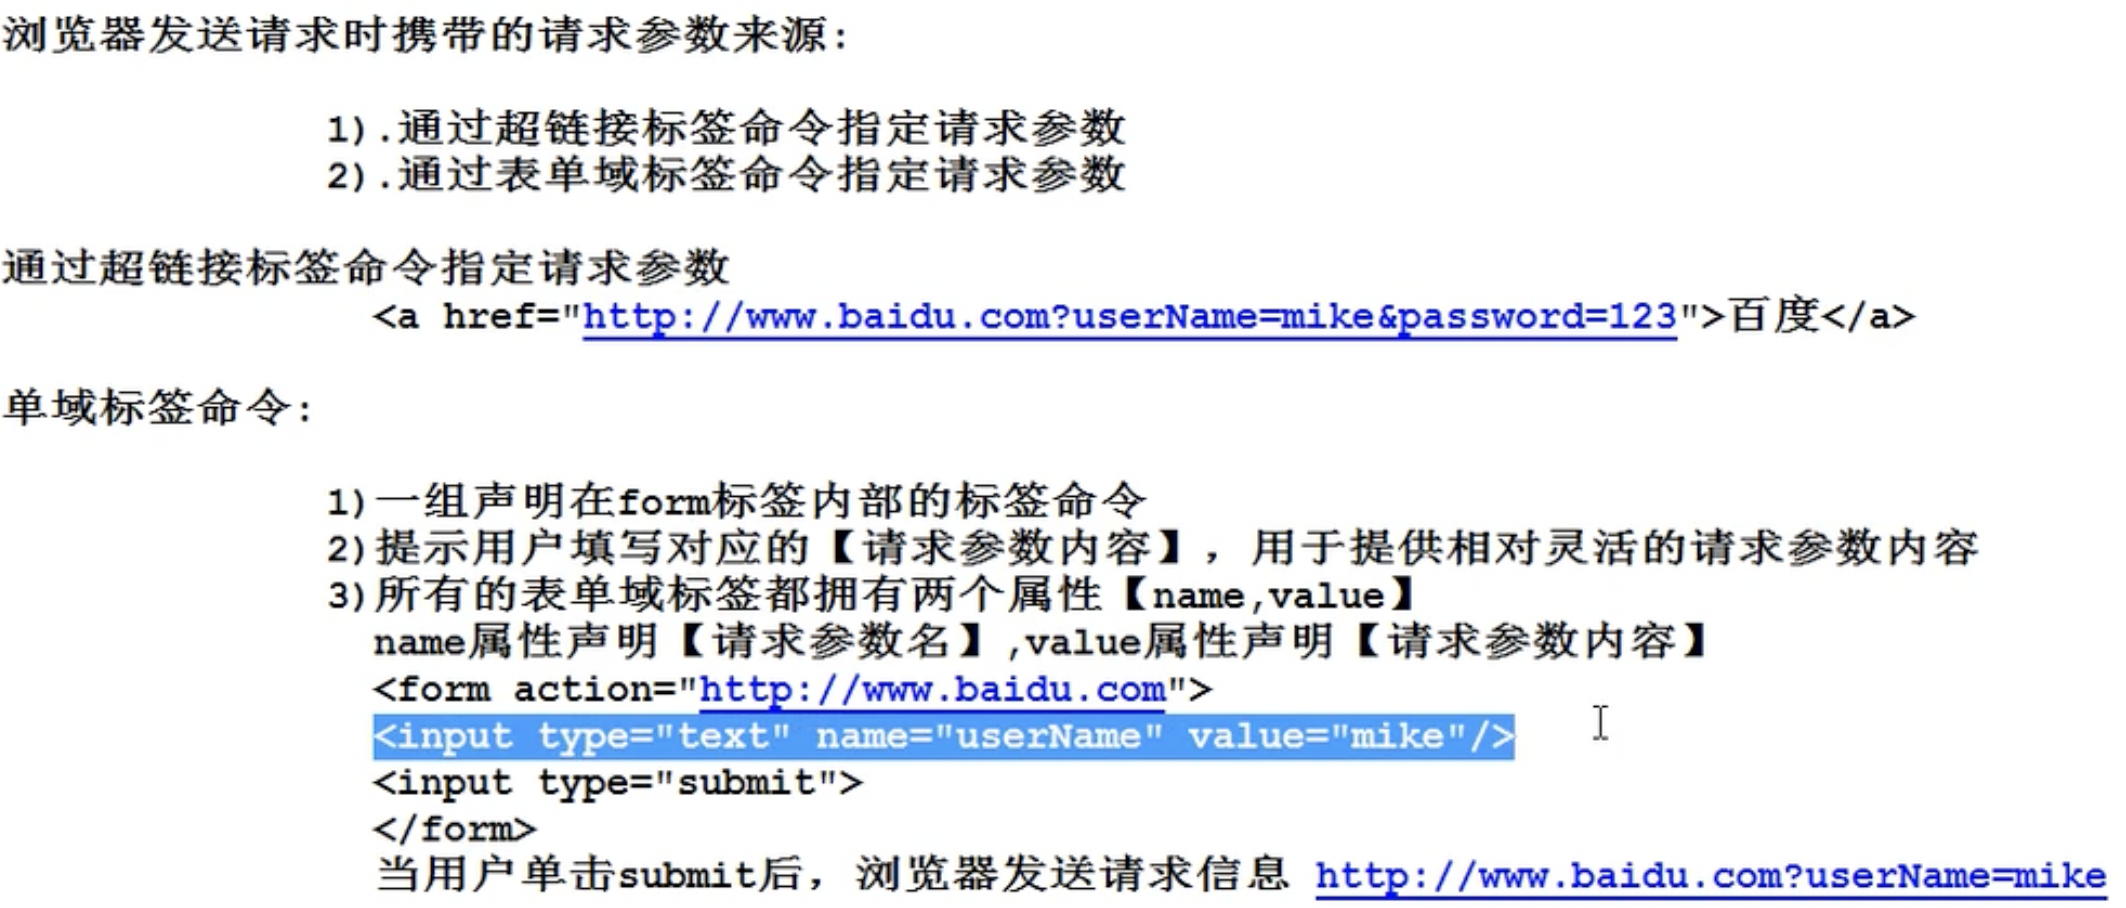 浏览器发送请求时携带的请求参数来源:
1).通过超链接标签命令指定请求参数
2).通过表单域标签命令指定请求参数
通过超链接标签命令指定请求参数
<a href="http://www.baidu.com?userName=mike&password=123">百度</a>
单域标签命令:
1)一组声明在form标签内部的标签命令
2)提示用户填写对应的【请求参数内容】，用于提供相对灵活的请求参数内容
3)所有的表单域标签都拥有两个属性【name,value】
name属性声明【请求参数名】,value属性声明【请求参数内容】
<form action="http://www.baidu.com">
<input type="text" name="userName" value="mike"/>
<input type="submit">
</form>
当用户单击submit后，浏览器发送请求信息 http://www.baidu.com?userName=mike